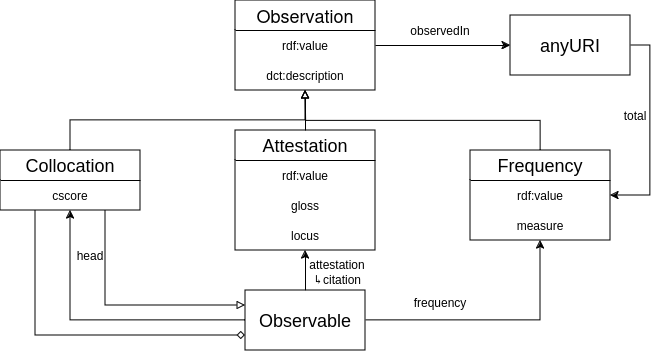 Observation
rdf:value
dct:description
observedIn
anyURI
total
Collocation
cscore
Attestation
rdf:value
gloss
locus
Frequency
rdf:value
measure
head
attestation
↳citation
frequency
Observable